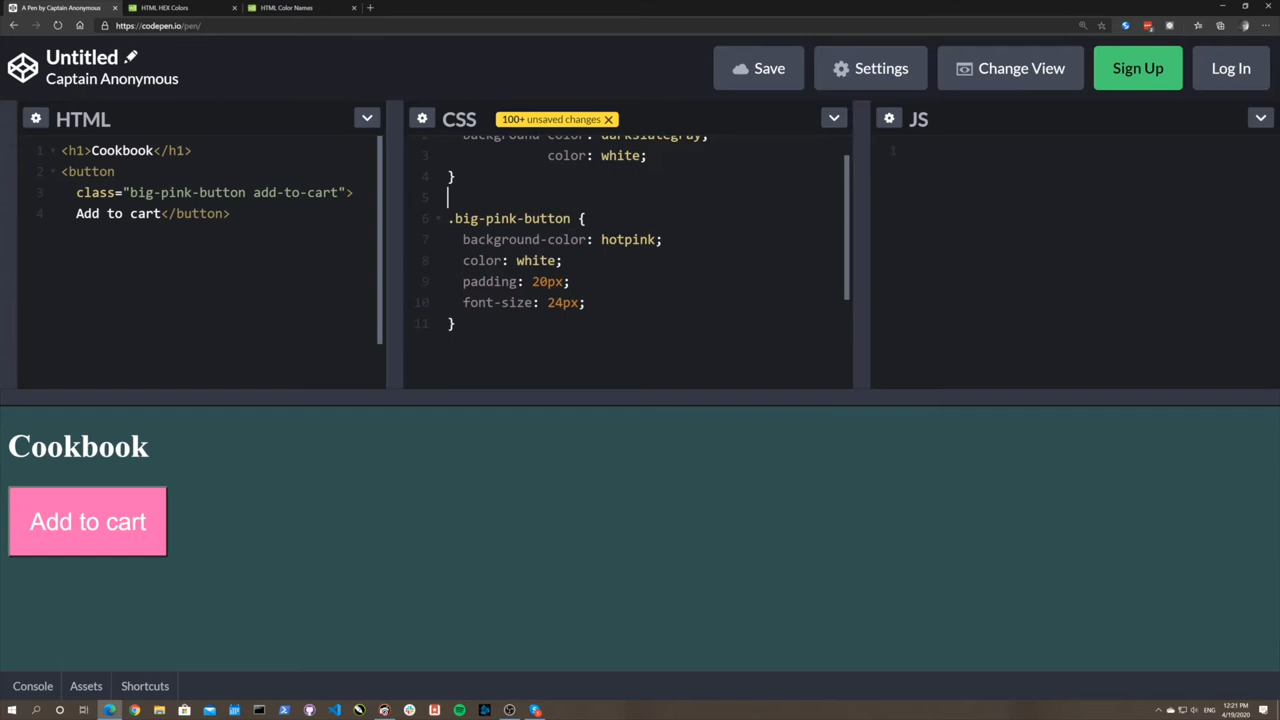 A Pen by Captain Anonymous
HTML HEX Colors
HTML Color Names
https://codepen.io/pen/
Untitled
Captain Anonymous
Save
Settings
Change View
Sign Up
Log In
HTML
CSS
100+ unsaved changes
JS
1 <h1>Cookbook</h1>
2 <button
3 class="big-pink-button add-to-cart">
4 Add to cart</button>
2 background-color: darkslategray;
3 color: white;
4 }
5
6 .big-pink-button {
7 background-color: hotpink;
8 color: white;
9 padding: 20px;
10 font-size: 24px;
11 }
1
Cookbook
Add to cart
Console
Assets
Shortcuts
ENG
12:21 PM
4/19/2020